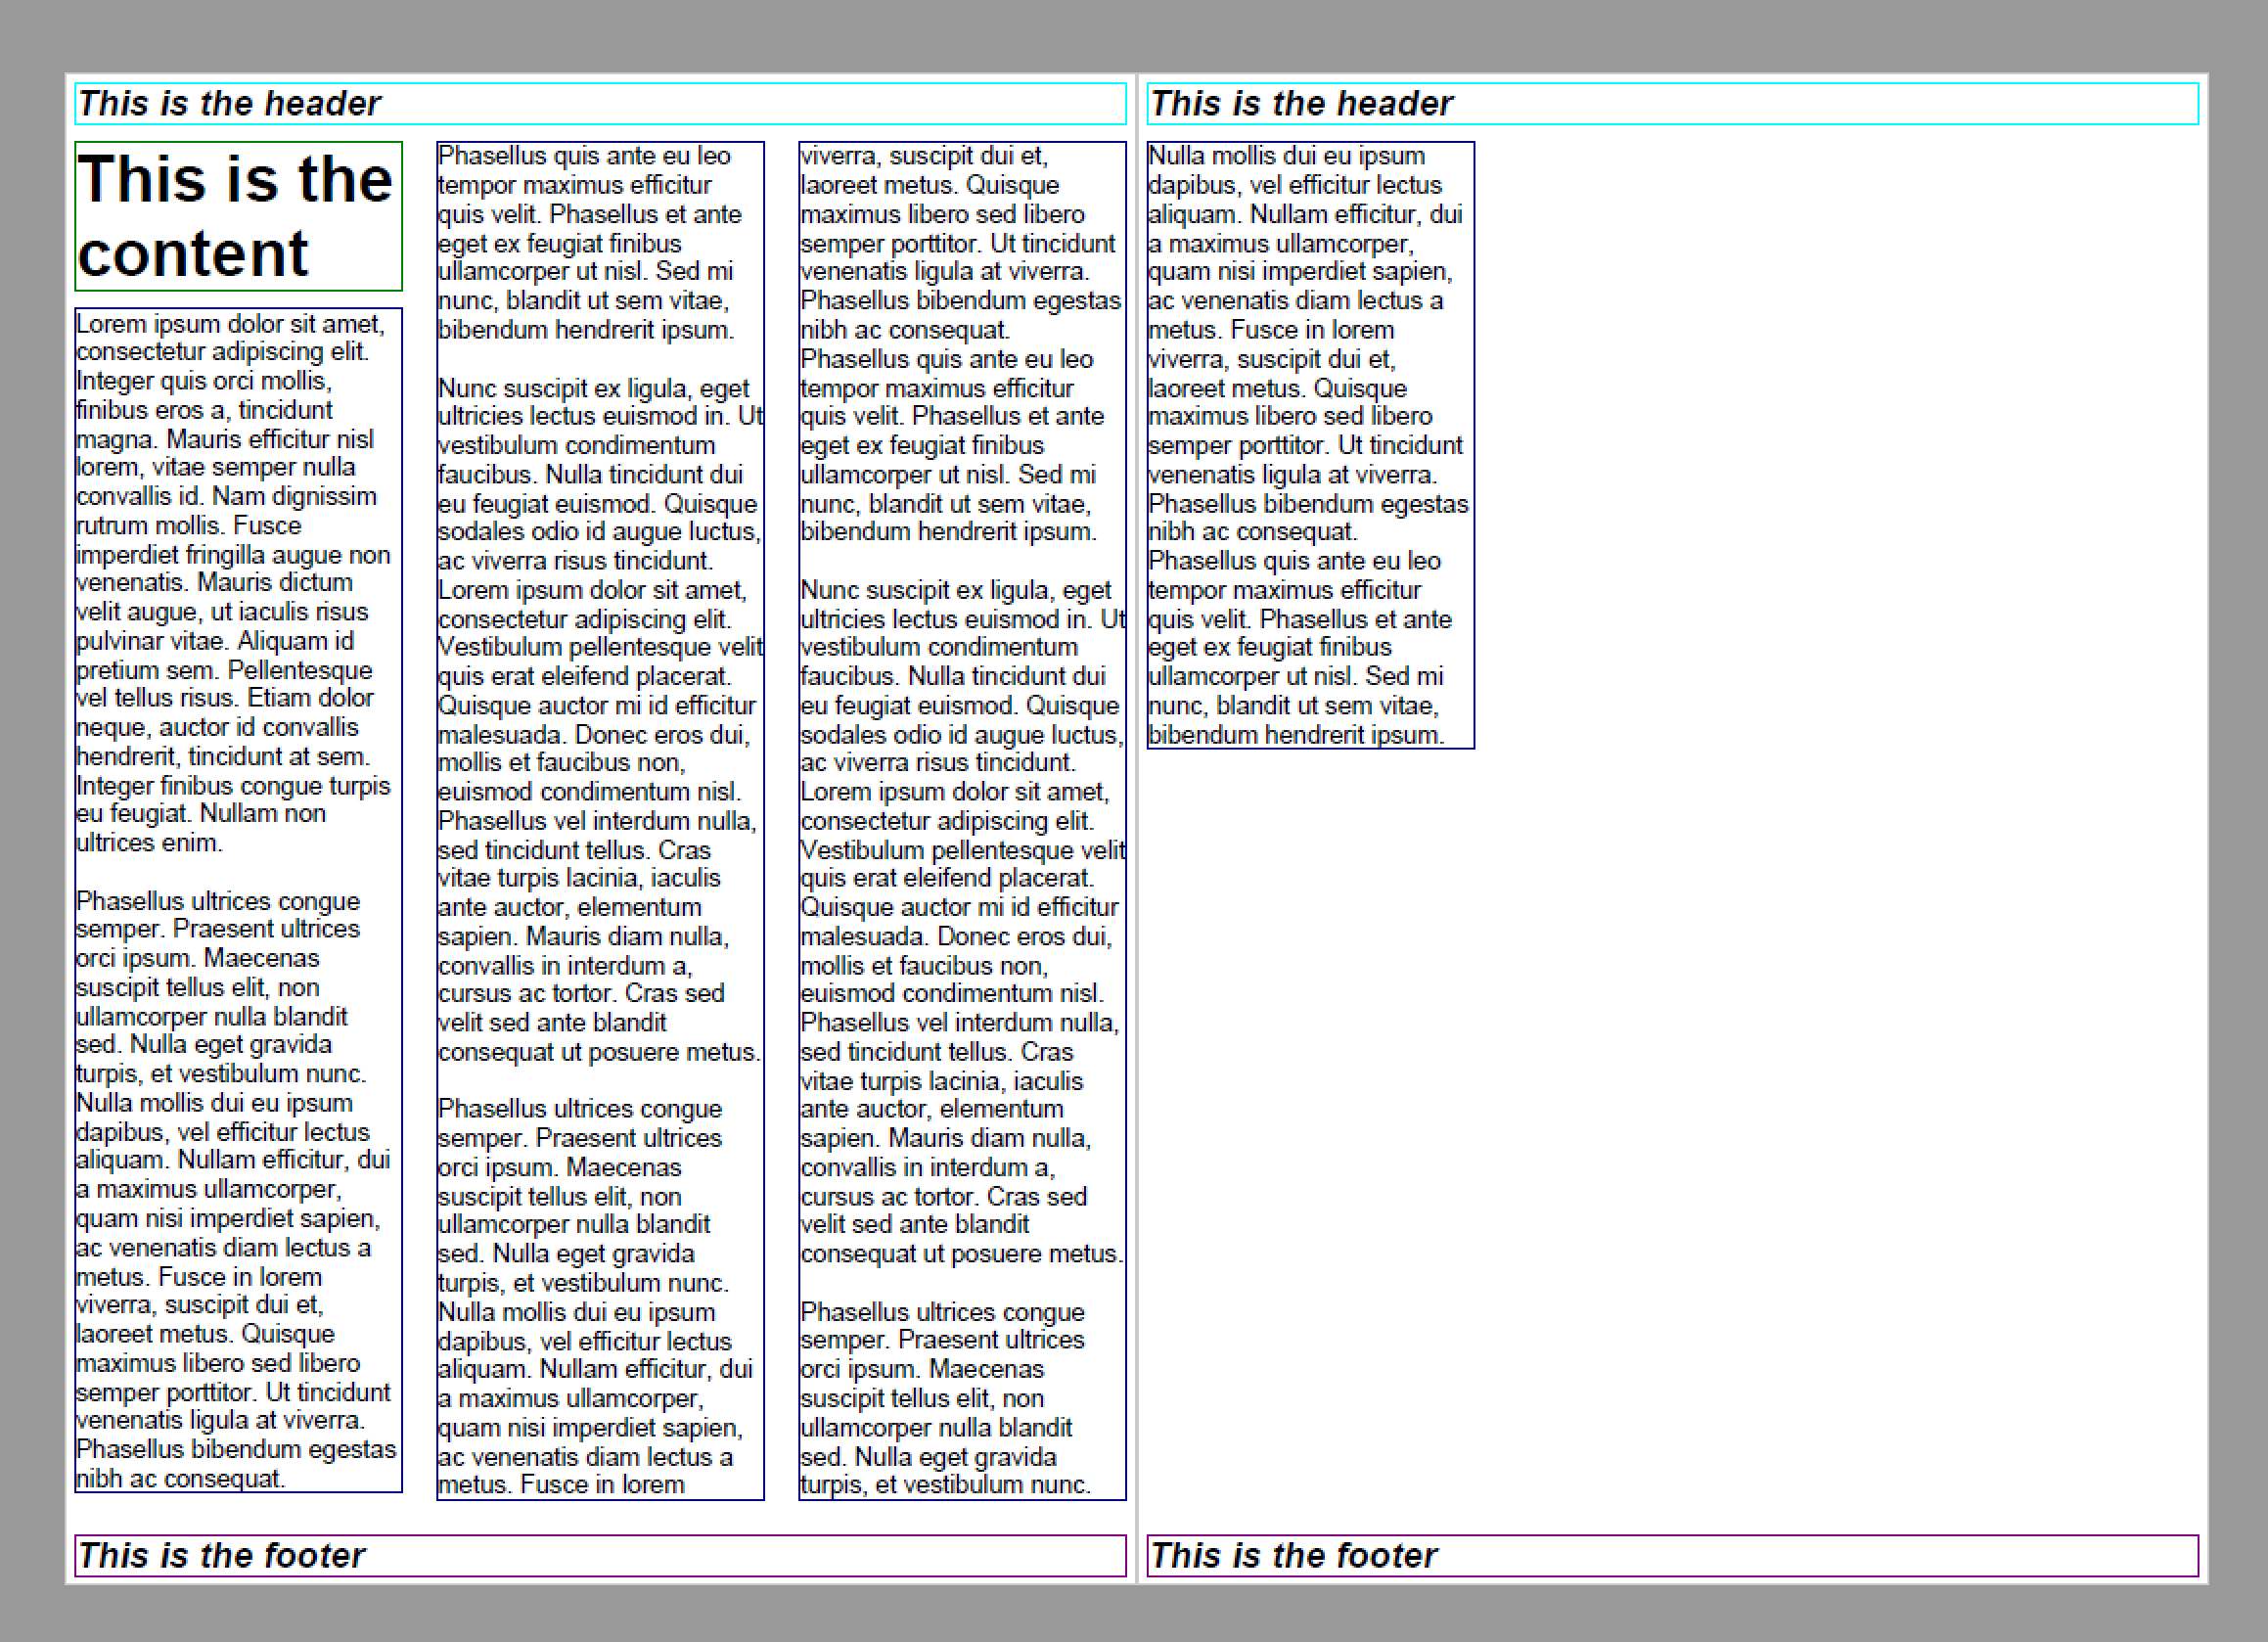 This is the header
This is the
content
Lorem ipsum dolor sit amet,
consectetur adipiscing elit.
Integer quis orci mollis,
finibus eros a, tincidunt
magna. Mauris efficitur nisl
lorem, vitae semper nulla
convallis id. Nam dignissim
rutrum mollis. Fusce
imperdiet fringilla augue non
venenatis. Mauris dictum
velit augue, ut iaculis risus
pulvinar vitae. Aliquam id
pretium sem. Pellentesque
vel tellus risus. Etiam dolor
neque, auctor id convallis
hendrerit, tincidunt at sem.
Integer finibus congue turpis
eu feugiat. Nullam non
ultrices enim.
Phasellus ultrices congue
semper. Praesent ultrices
orci ipsum. Maecenas
suscipit tellus elit, non
ullamcorper nulla blandit
sed. Nulla eget gravida
turpis, et vestibulum nunc.
Nulla mollis dui eu ipsum
dapibus, vel efficitur lectus
aliquam. Nullam efficitur, dui
a maximus ullamcorper,
quam nisi imperdiet sapien,
ac venenatis diam lectus a
metus. Fusce in lorem
viverra, suscipit dui et,
laoreet metus. Quisque
maximus libero sed libero
semper porttitor. Ut tincidunt
venenatis ligula at viverra.
Phasellus bibendum egestas
nibh ac consequat.
Phasellus quis ante eu leo
tempor maximus efficitur
quis velit. Phasellus et ante
eget ex feugiat finibus
ullamcorper ut nisl. Sed mi
nunc, blandit ut sem vitae,
bibendum hendrerit ipsum.
Nunc suscipit ex ligula, eget
ultricies lectus euismod in. Ut
vestibulum condimentum
faucibus. Nulla tincidunt dui
eu feugiat euismod. Quisque
sodales odio id augue luctus,
ac viverra risus tincidunt.
Lorem ipsum dolor sit amet,
consectetur adipiscing elit.
Vestibulum pellentesque velit
quis erat eleifend placerat.
Quisque auctor mi id efficitur
malesuada. Donec eros dui,
mollis et faucibus non,
euismod condimentum nisl.
Phasellus vel interdum nulla,
sed tincidunt tellus. Cras
vitae turpis lacinia, iaculis
ante auctor, elementum
sapien. Mauris diam nulla,
convallis in interdum a,
cursus ac tortor. Cras sed
velit sed ante blandit
consequat ut posuere metus.
Phasellus ultrices congue
semper. Praesent ultrices
orci ipsum. Maecenas
suscipit tellus elit, non
ullamcorper nulla blandit
sed. Nulla eget gravida
turpis, et vestibulum nunc.
Nulla mollis dui eu ipsum
dapibus, vel efficitur lectus
aliquam. Nullam efficitur, dui
a maximus ullamcorper,
quam nisi imperdiet sapien,
ac venenatis diam lectus a
metus. Fusce in lorem
viverra, suscipit dui et,
laoreet metus. Quisque
maximus libero sed libero
semper porttitor. Ut tincidunt
venenatis ligula at viverra.
Phasellus bibendum egestas
nibh ac consequat.
Phasellus quis ante eu leo
tempor maximus efficitur
quis velit. Phasellus et ante
eget ex feugiat finibus
ullamcorper ut nisl. Sed mi
nunc, blandit ut sem vitae,
bibendum hendrerit ipsum.
Nunc suscipit ex ligula, eget
ultricies lectus euismod in. Ut
vestibulum condimentum
faucibus. Nulla tincidunt dui
eu feugiat euismod. Quisque
sodales odio id augue luctus,
ac viverra risus tincidunt.
Lorem ipsum dolor sit amet,
consectetur adipiscing elit.
Vestibulum pellentesque velit
quis erat eleifend placerat.
Quisque auctor mi id efficitur
malesuada. Donec eros dui,
mollis et faucibus non,
euismod condimentum nisl.
Phasellus vel interdum nulla,
sed tincidunt tellus. Cras
vitae turpis lacinia, iaculis
ante auctor, elementum
sapien. Mauris diam nulla,
convallis in interdum a,
cursus ac tortor. Cras sed
velit sed ante blandit
consequat ut posuere metus.
Phasellus ultrices congue
semper. Praesent ultrices
orci ipsum. Maecenas
suscipit tellus elit, non
ullamcorper nulla blandit
sed. Nulla eget gravida
turpis, et vestibulum nunc.
This is the footer
This is the header
Nulla mollis dui eu ipsum
dapibus, vel efficitur lectus
aliquam. Nullam efficitur, dui
a maximus ullamcorper,
quam nisi imperdiet sapien,
ac venenatis diam lectus a
metus. Fusce in lorem
viverra, suscipit dui et,
laoreet metus. Quisque
maximus libero sed libero
semper porttitor. Ut tincidunt
venenatis ligula at viverra.
Phasellus bibendum egestas
nibh ac consequat.
Phasellus quis ante eu leo
tempor maximus efficitur
quis velit. Phasellus et ante
eget ex feugiat finibus
ullamcorper ut nisl. Sed mi
nunc, blandit ut sem vitae,
bibendum hendrerit ipsum.
This is the footer